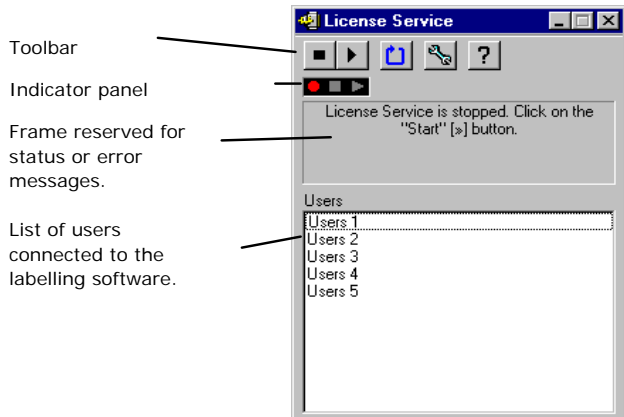 Toolbar
Indicator panel
Frame reserved for
status or error
messages.
List of users
connected to the
labelling software.
License Service
?
License Service is stopped. Click on the
"Start" [»] button.
Users
Users 1
Users 2
Users 3
Users 4
Users 5